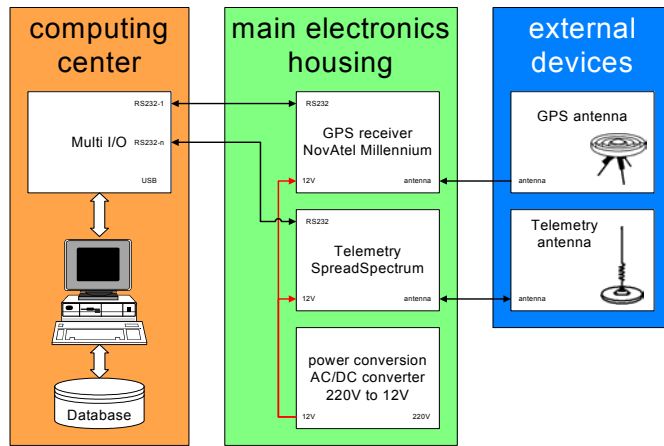 computing
center
RS232-1
Multi I/O
RS232-n
USB
Database
main electronics
housing
RS232
GPS receiver
NovAtel Millennium
12V
antenna
RS232
Telemetry
SpreadSpectrum
12V
antenna
power conversion
AC/DC converter
220V to 12V
12V
220V
external
devices
GPS antenna
antenna
Telemetry
antenna
antenna